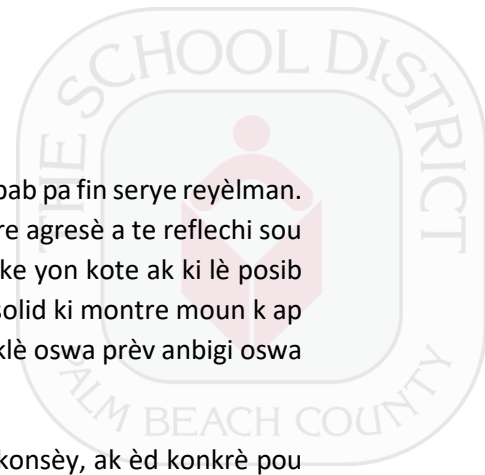 THE SCHOOL DISTRICT
pab pa fin serye reyèlman.
re agresè a te reflechi sou
ke yon kote ak ki lè posib
solid ki montre moun k ap
klè oswa prèv anbigi oswa
konsèy, ak èd konkrè pou
PALM BEACH COUNTY